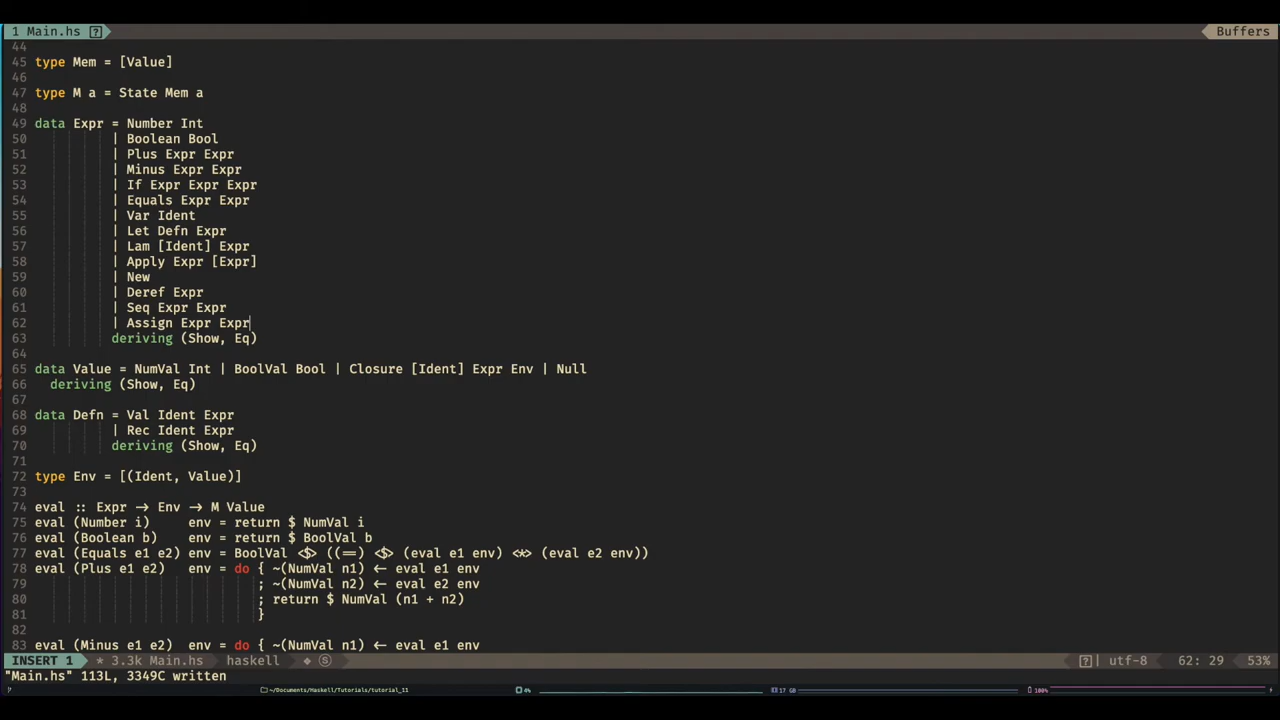 1 Main.hs ?
Buffers
44
45 type Mem = [Value]
46
47 type M a = State Mem a
48
49 data Expr = Number Int
50 | Boolean Bool
51 | Plus Expr Expr
52 | Minus Expr Expr
53 | If Expr Expr Expr
54 | Equals Expr Expr
55 | Var Ident
56 | Let Defn Expr
57 | Lam [Ident] Expr
58 | Apply Expr [Expr]
59 | New
60 | Deref Expr
61 | Seq Expr Expr
62 | Assign Expr Expr
63 deriving (Show, Eq)
64
65 data Value = NumVal Int | BoolVal Bool | Closure [Ident] Expr Env | Null
66 deriving (Show, Eq)
67
68 data Defn = Val Ident Expr
69 | Rec Ident Expr
70 deriving (Show, Eq)
71
72 type Env = [(Ident, Value)]
73
74 eval :: Expr → Env → M Value
75 eval (Number i) env = return $ NumVal i
76 eval (Boolean b) env = return $ BoolVal b
77 eval (Equals e1 e2) env = BoolVal <$> ((==) <$> (eval e1 env) <*> (eval e2 env))
78 eval (Plus e1 e2) env = do { ~(NumVal n1) ← eval e1 env
79 ; ~(NumVal n2) ← eval e2 env
80 ; return $ NumVal (n1 + n2)
81 }
82
83 eval (Minus e1 e2) env = do { ~(NumVal n1) ← eval e1 env
INSERT 1 * 3.3k Main.hs haskell ◆ Ⓢ ? utf-8 62: 29 53%
"Main.hs" 113L, 3349C written
~/Documents/Haskell/Tutorials/tutorial_11 4% 17 GB 100%